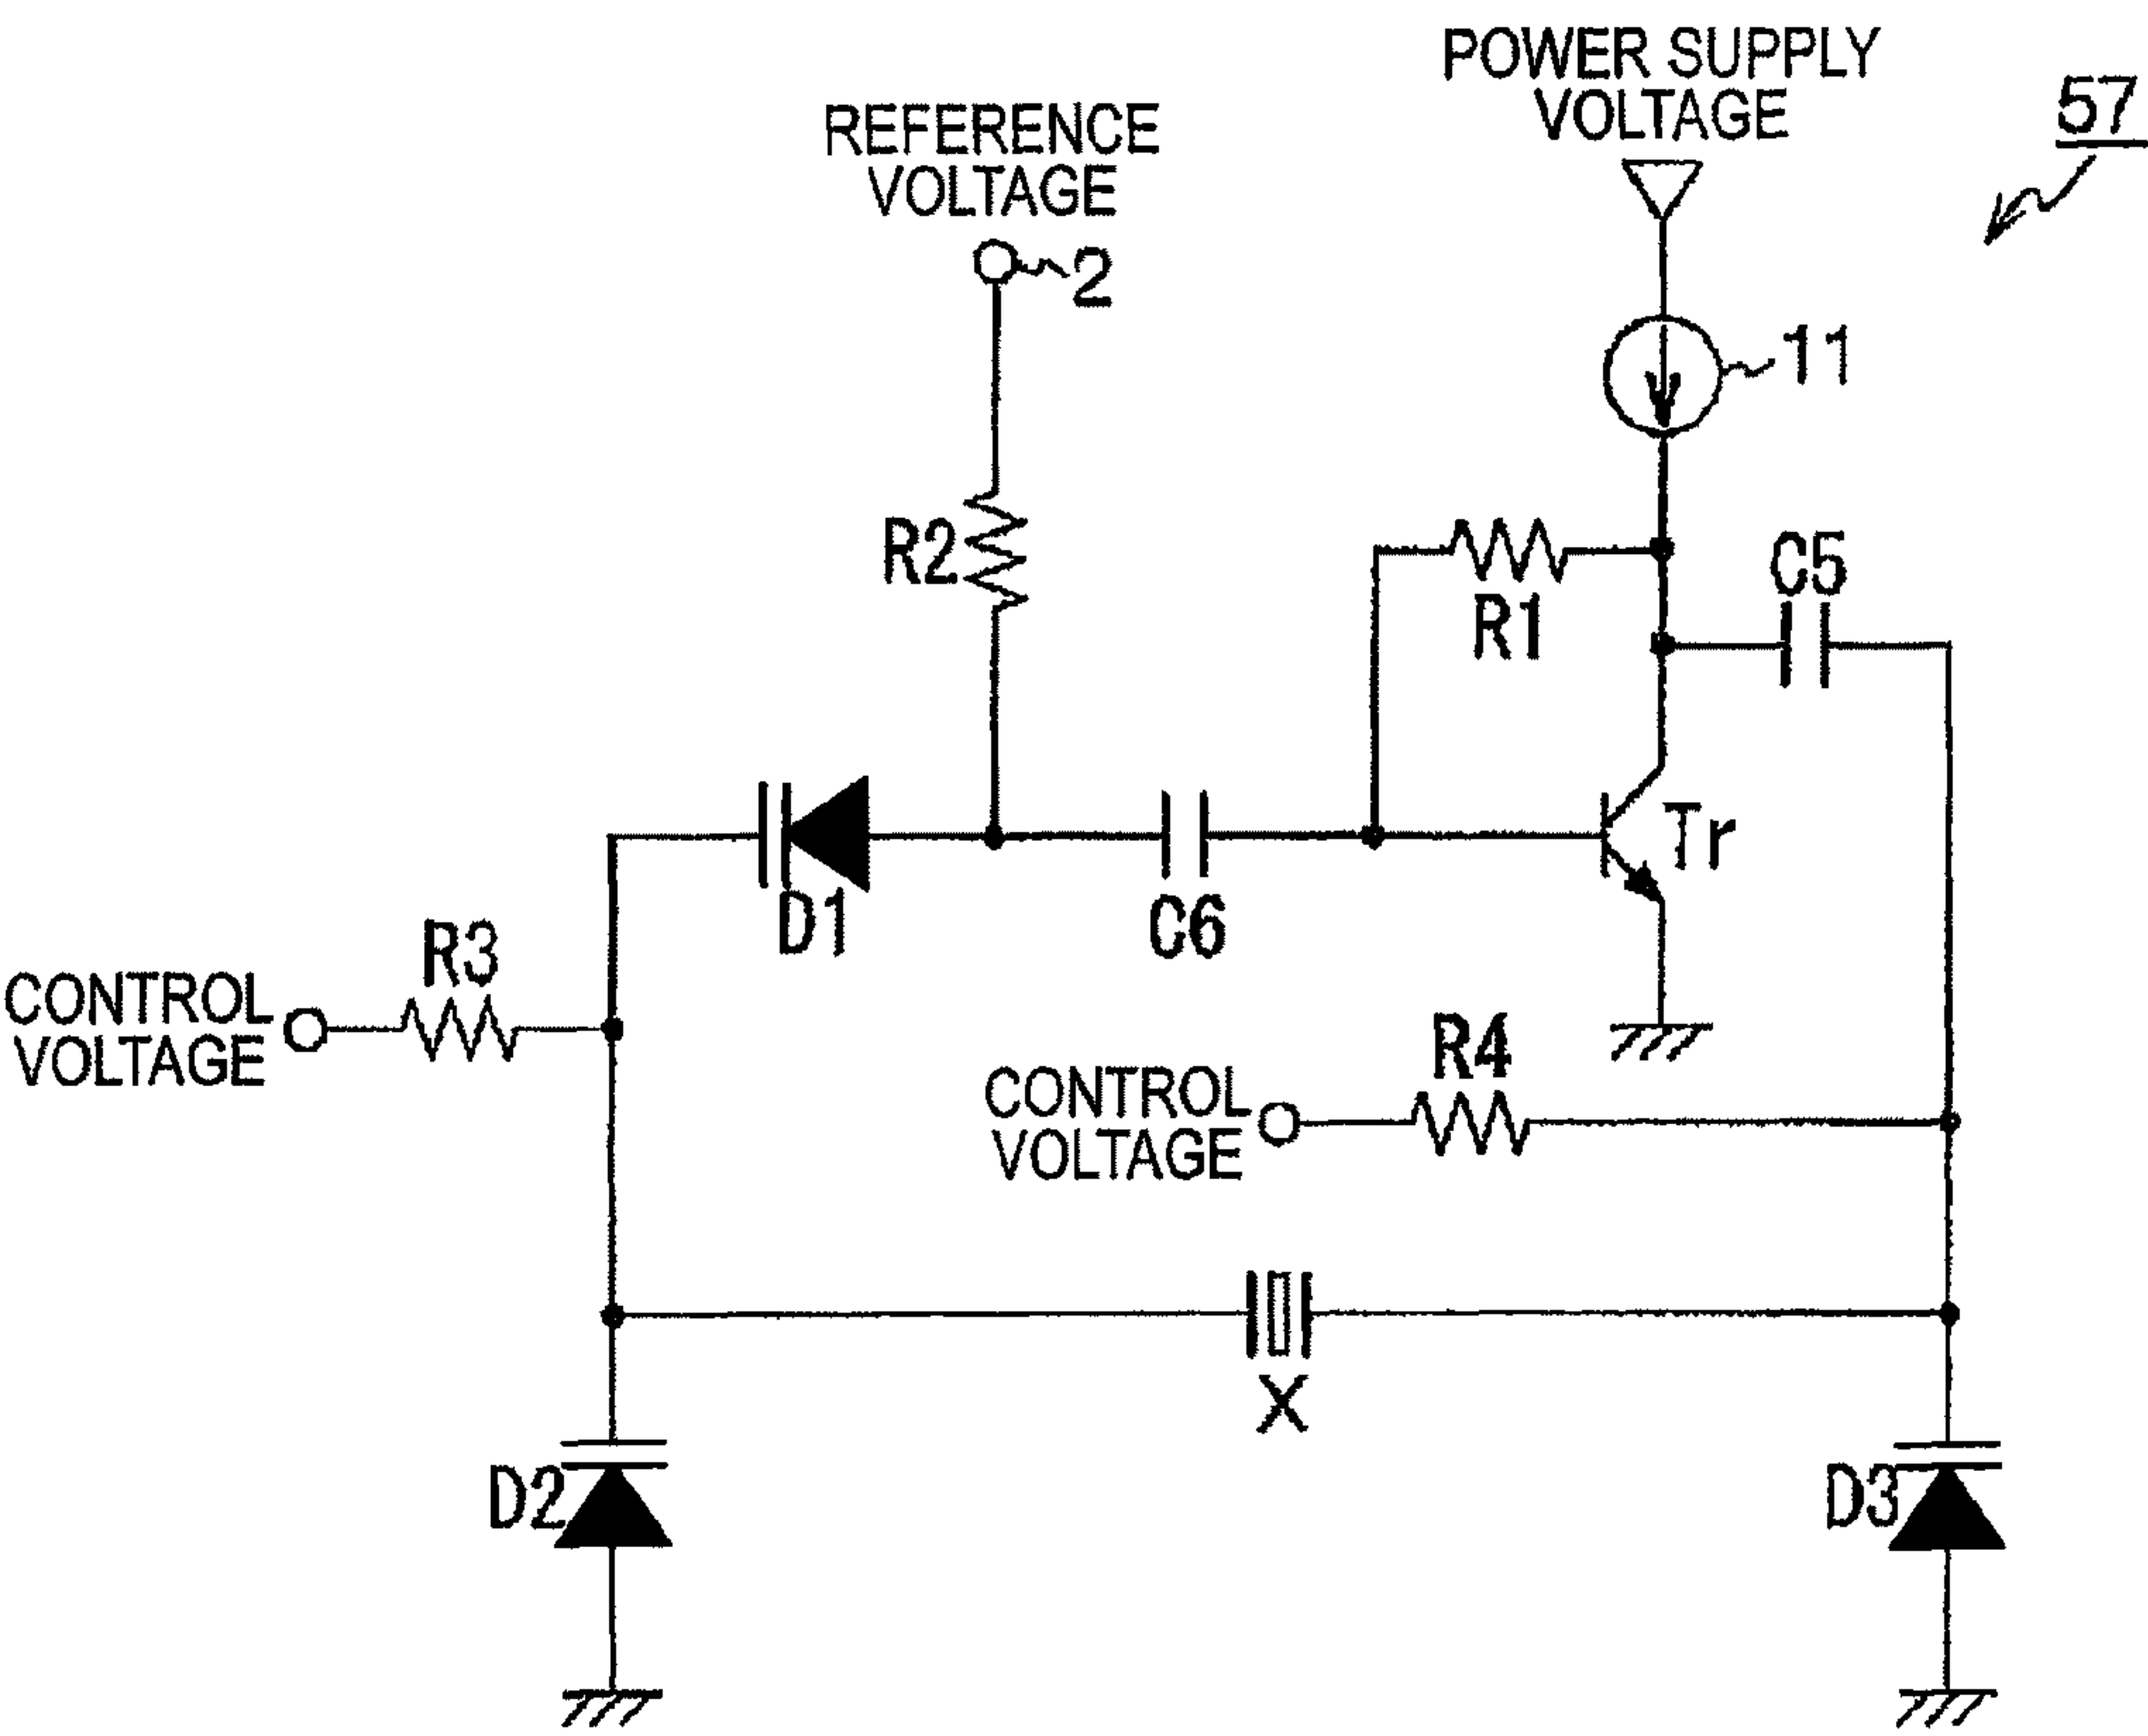 POWER SUPPLY
VOLTAGE
57
REFERENCE
VOLTAGE
2
11
R2
R1
C5
Tr
D1
C6
R3
CONTROL
VOLTAGE
R4
CONTROL
VOLTAGE
X
D2
D3